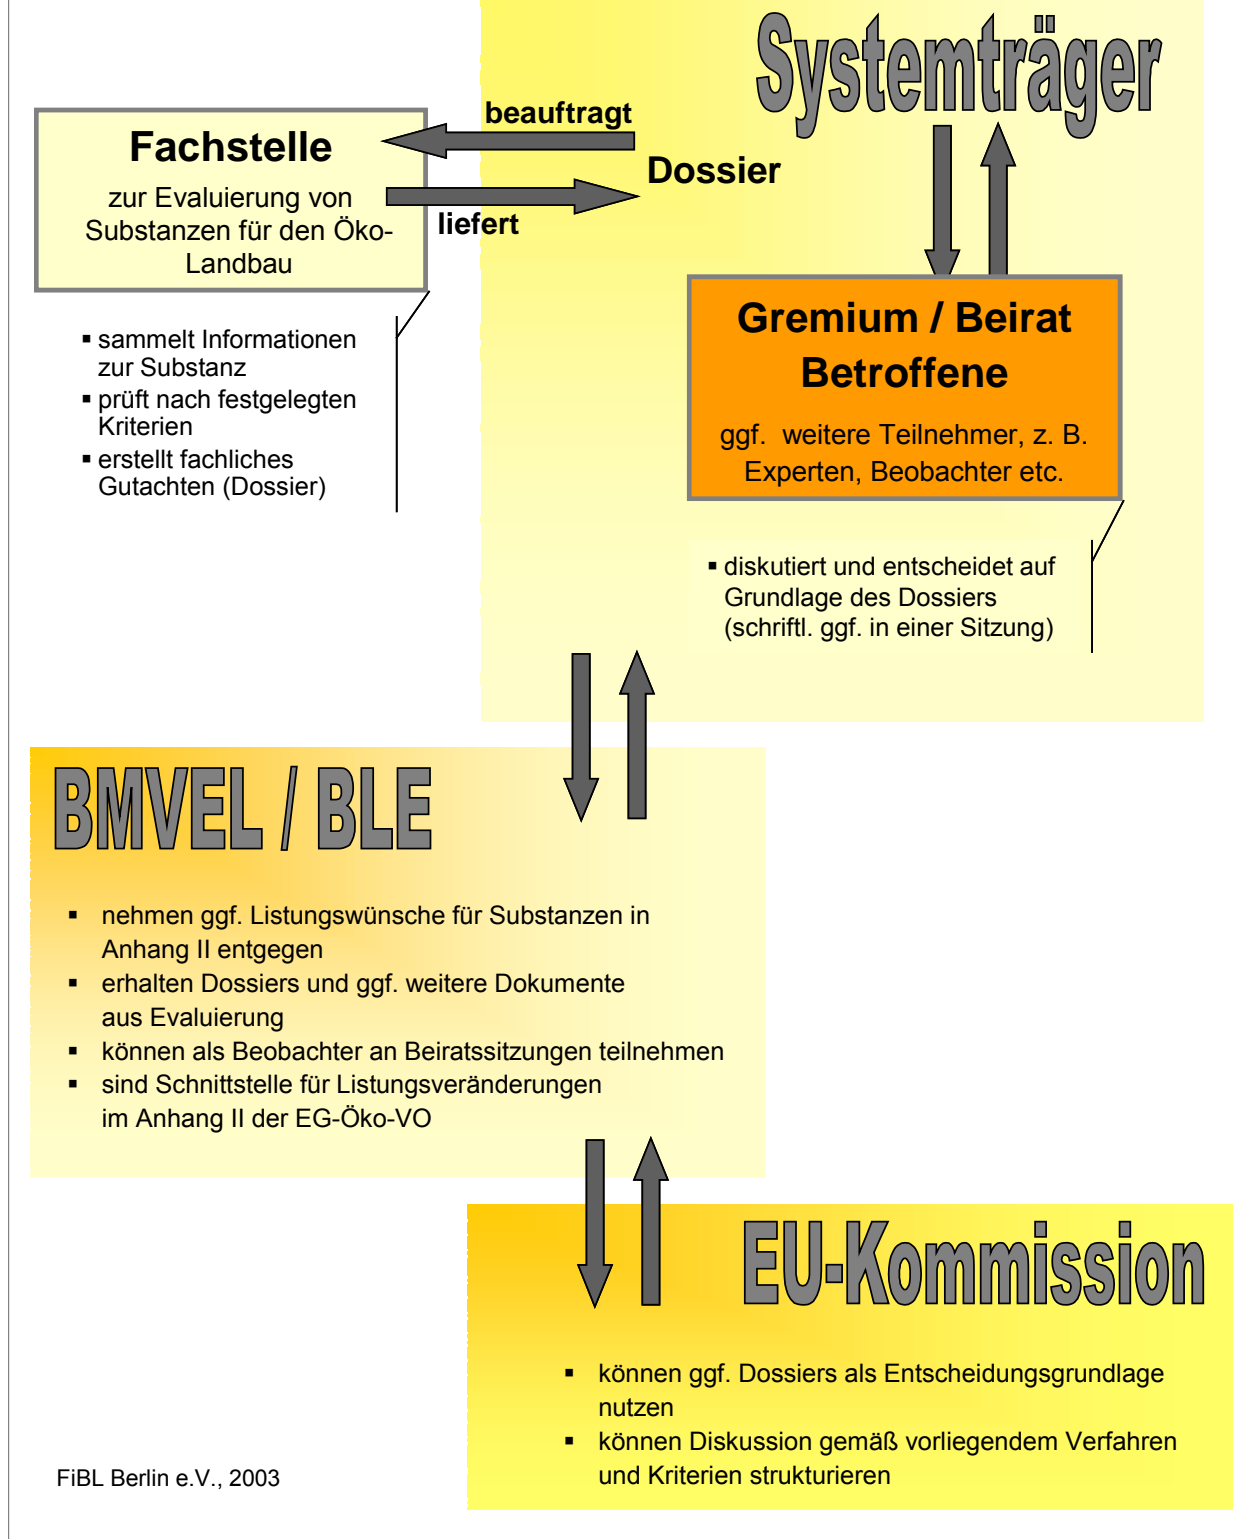 Systemträger
beauftragt
Fachstelle
Dossier
zur Evaluierung von
Substanzen für den Öko-
Landbau
liefert
▪ sammelt Informationen
zur Substanz
▪ prüft nach festgelegten
Kriterien
▪ erstellt fachliches
Gutachten (Dossier)
Gremium / Beirat
Betroffene
ggf. weitere Teilnehmer, z. B.
Experten, Beobachter etc.
▪ diskutiert und entscheidet auf
Grundlage des Dossiers
(schriftl. ggf. in einer Sitzung)
BMVEL / BLE
▪ nehmen ggf. Listungswünsche für Substanzen in
Anhang II entgegen
▪ erhalten Dossiers und ggf. weitere Dokumente
aus Evaluierung
▪ können als Beobachter an Beiratssitzungen teilnehmen
▪ sind Schnittstelle für Listungsveränderungen
im Anhang II der EG-Öko-VO
EU-Kommission
▪ können ggf. Dossiers als Entscheidungsgrundlage
nutzen
▪ können Diskussion gemäß vorliegendem Verfahren
und Kriterien strukturieren
FiBL Berlin e.V., 2003